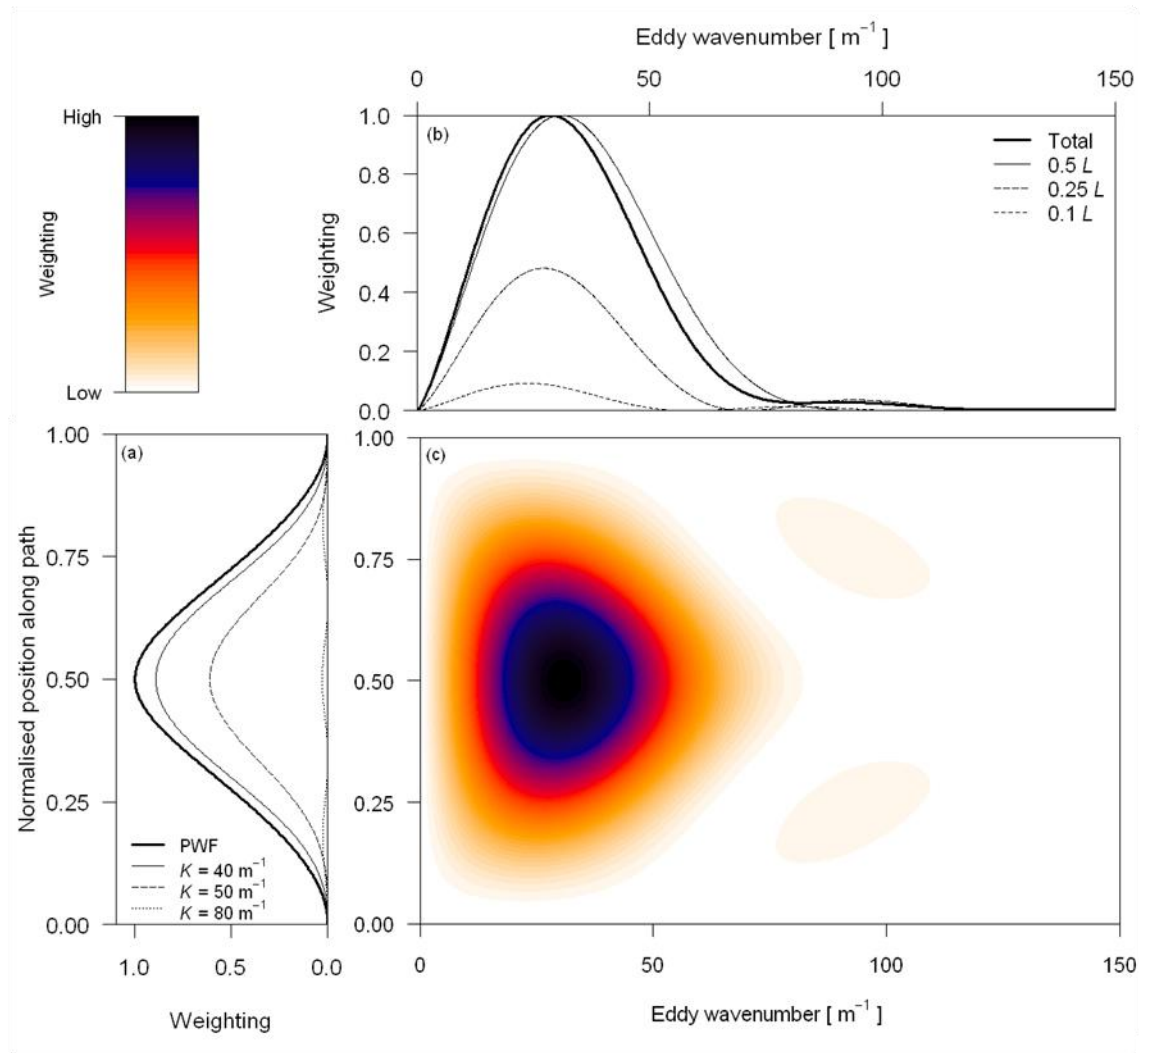 Eddy wavenumber [ m⁻¹ ]
0 50 100 150
High
Weighting
Low
1.0
0.8
0.6
0.4
0.2
0.0
Weighting
(b)
Total
0.5 L
0.25 L
0.1 L
1.00
0.75
0.50
0.25
0.00
Normalised position along path
(a)
PWF
K = 40 m⁻¹
K = 50 m⁻¹
K = 80 m⁻¹
1.0 0.5 0.0
Weighting
1.00
0.75
0.50
0.25
0.00
(c)
0 50 100 150
Eddy wavenumber [ m⁻¹ ]